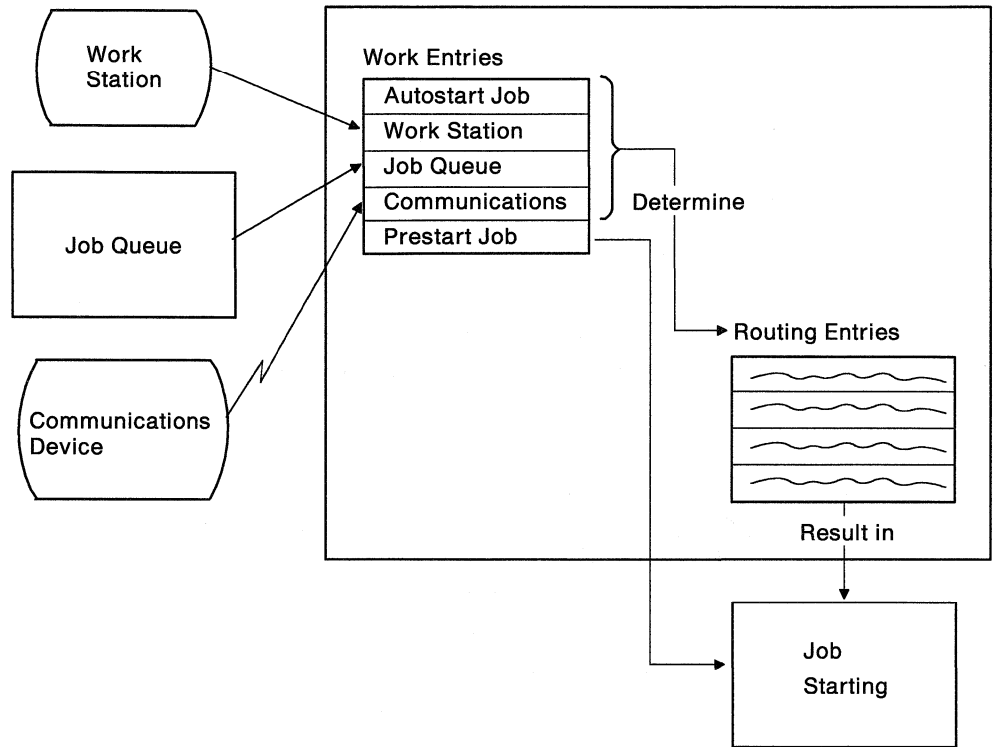 Work
Station
Job Queue
Communications
Device
Work Entries
Autostart Job
Work Station
Job Queue
Communications
Prestart Job
Determine
Routing Entries
Result in
Job
Starting